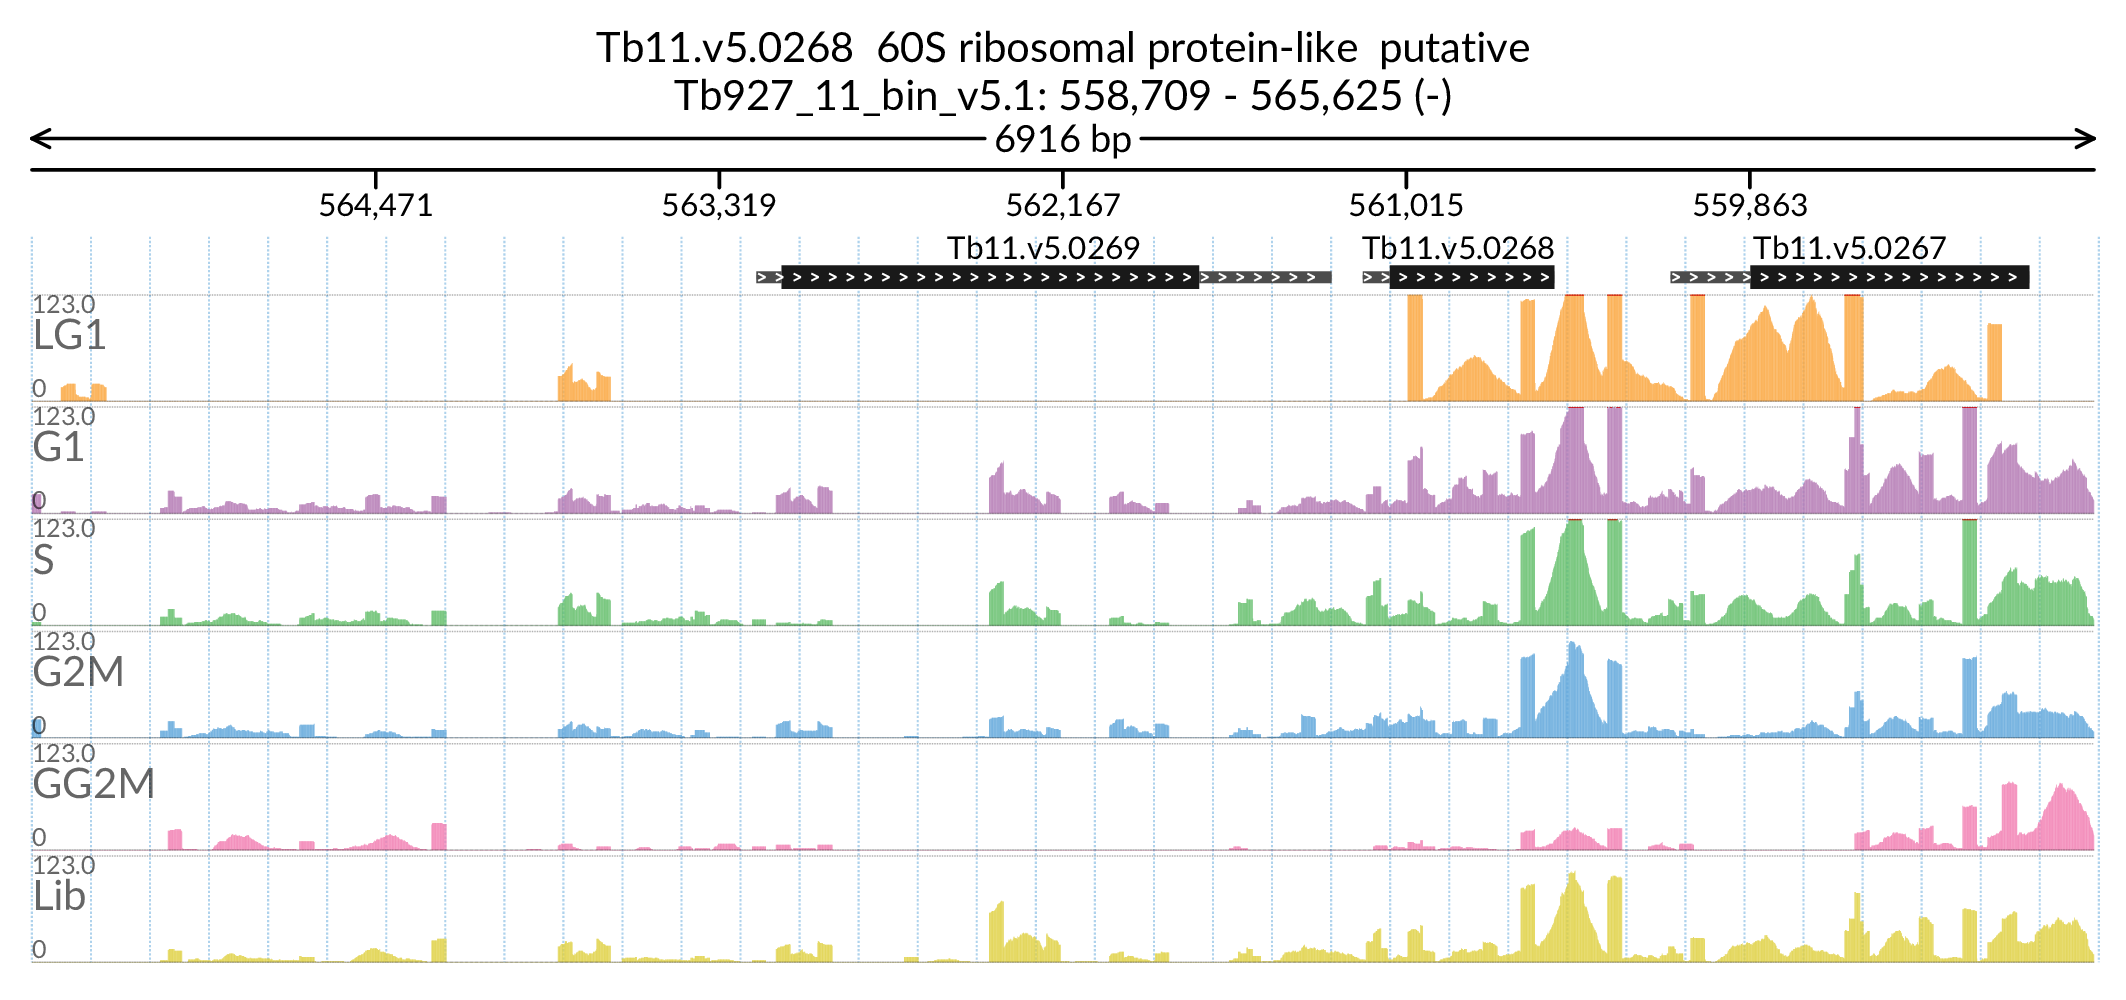 Tb11.v5.0268  60S ribosomal protein-like  putative
Tb927_11_bin_v5.1: 558,709 - 565,625 (-)
6916 bp
564,471 563,319 562,167 561,015 559,863
Tb11.v5.0269 Tb11.v5.0268 Tb11.v5.0267
123.0
LG1
0
123.0
G1
0
123.0
S
0
123.0
G2M
0
123.0
GG2M
0
123.0
Lib
0